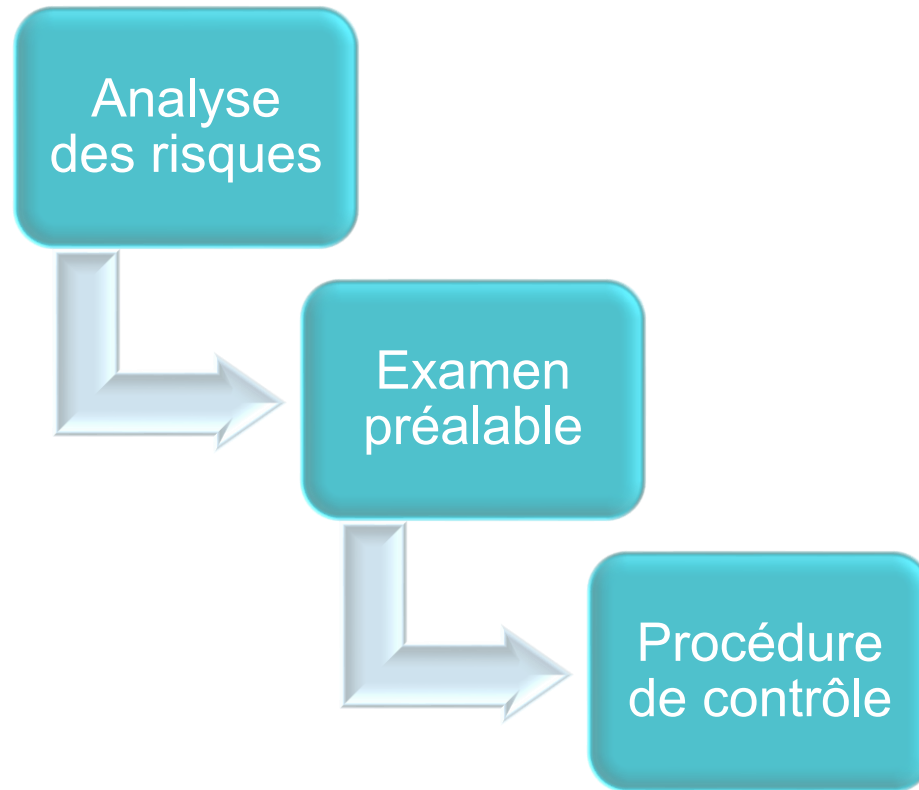 Analyse
des risques
Examen
préalable
Procédure
de contrôle